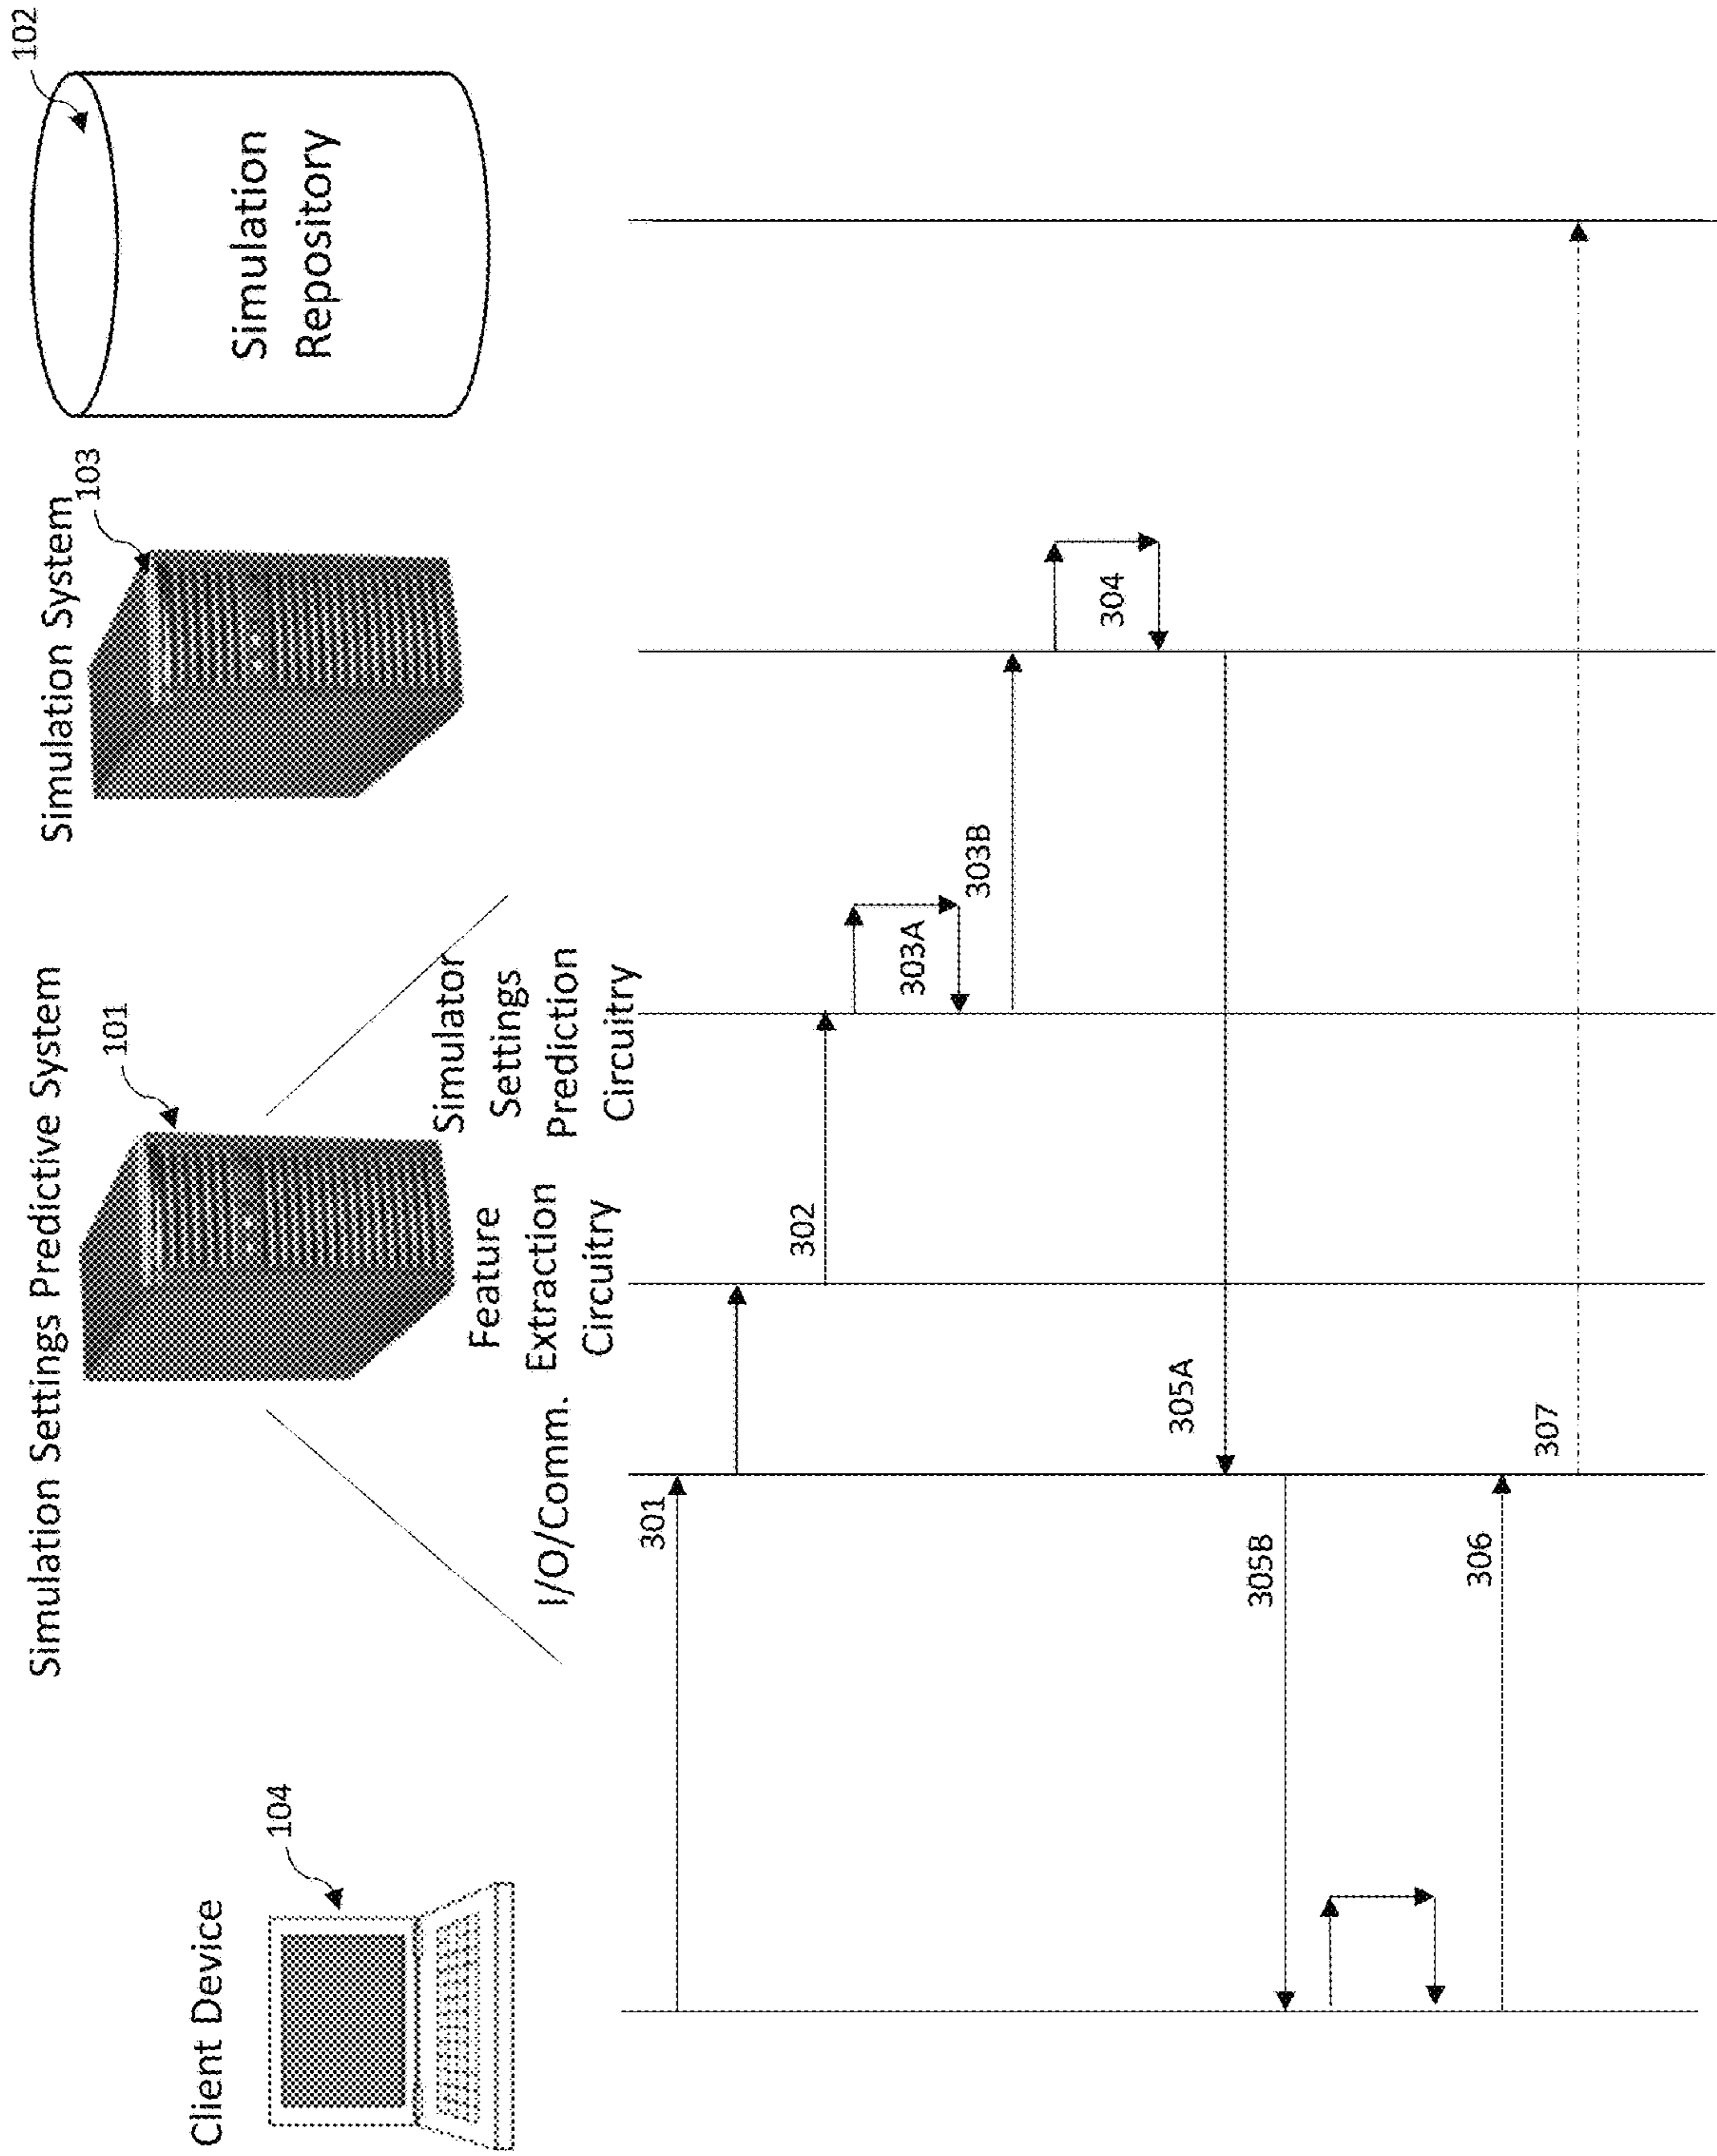 Client Device
104
Simulation Settings Predictive System
101
Simulation System
103
102
Simulation
Repository
I/O/Comm.
Feature
Extraction
Circuitry
Simulator
Settings
Prediction
Circuitry
301
302
303A
303B
304
305A
305B
306
307